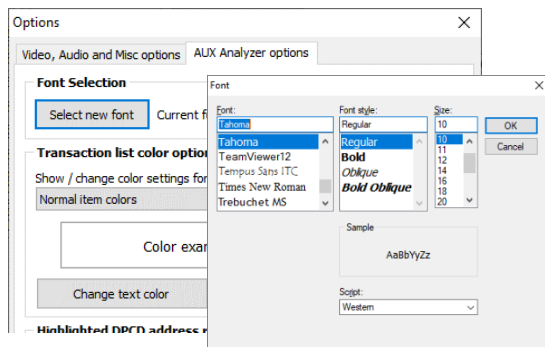 Options
Video, Audio and Misc options AUX Analyzer options
Font Selection
Select new font Current f
Transaction list color optio
Show / change color settings for
Normal item colors
Color exar
Change text color
Highlighted DPCD address r
Font
Font: Font style: Size:
Tahoma Regular 10 OK
Tahoma Regular 10 Cancel
TeamViewer12 Bold 11
Tempus Sans ITC Oblique 12
Times New Roman Bold Oblique 14
Trebuchet MS 16
18
20
Sample
AaBbYyZz
Script:
Western